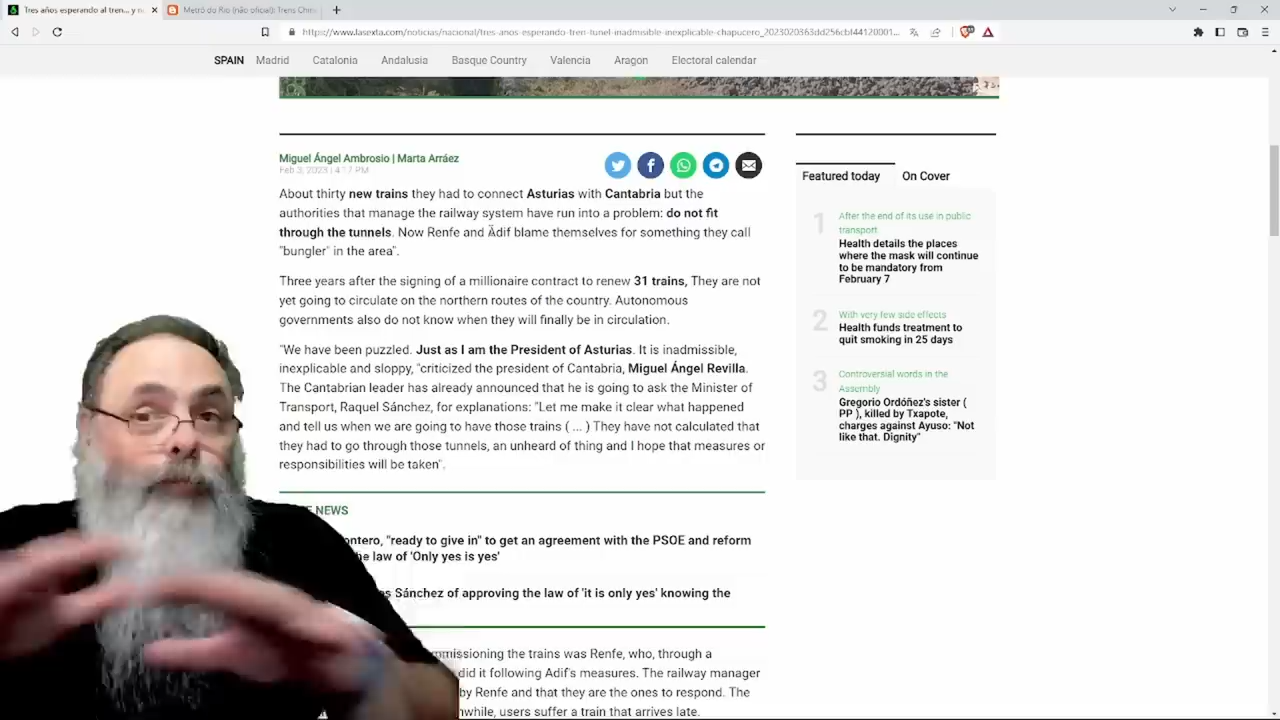 Tres años esperando al tren... y n
Metrô do Rio (não oficial): Trens Chin
https://www.lasexta.com/noticias/nacional/tres-anos-esperando-tren-tunel-inadmisible-inexplicable-chapucero_2023020363dd256cbf44120001...
SPAIN Madrid Catalonia Andalusia Basque Country Valencia Aragon Electoral calendar
Miguel Ángel Ambrosio | Marta Arráez
Feb 3, 2023 | 4:17 PM
About thirty new trains they had to connect Asturias with Cantabria but the
authorities that manage the railway system have run into a problem: do not fit
through the tunnels. Now Renfe and Adif blame themselves for something they call
"bungler" in the area".
Three years after the signing of a millionaire contract to renew 31 trains, They are not
yet going to circulate on the northern routes of the country. Autonomous
governments also do not know when they will finally be in circulation.
"We have been puzzled. Just as I am the President of Asturias. It is inadmissible,
inexplicable and sloppy, "criticized the president of Cantabria, Miguel Ángel Revilla.
The Cantabrian leader has already announced that he is going to ask the Minister of
Transport, Raquel Sánchez, for explanations: "Let me make it clear what happened
and tell us when we are going to have those trains ( ... ) They have not calculated that
they had to go through those tunnels, an unheard of thing and I hope that measures or
responsibilities will be taken".
NEWS
ontero, "ready to give in" to get an agreement with the PSOE and reform
he law of 'Only yes is yes'
s Sánchez of approving the law of 'it is only yes' knowing the
mmissioning the trains was Renfe, who, through a
did it following Adif's measures. The railway manager
by Renfe and that they are the ones to respond. The
nwhile, users suffer a train that arrives late.
Featured today On Cover
1
After the end of its use in public
transport
Health details the places
where the mask will continue
to be mandatory from
February 7
2
With very few side effects
Health funds treatment to
quit smoking in 25 days
3
Controversial words in the
Assembly
Gregorio Ordóñez's sister (
PP ), killed by Txapote,
charges against Ayuso: "Not
like that. Dignity"